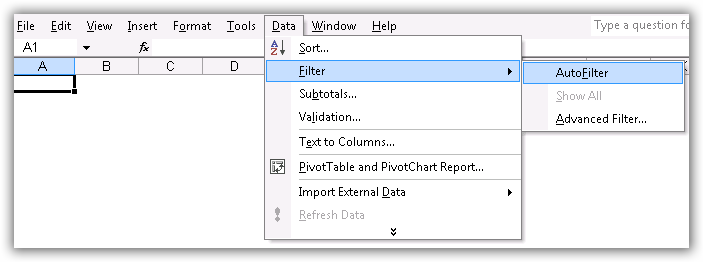 File Edit View Insert Format Tools Data Window Help Type a question fo
A1 fx Sort...
A B C D Filter AutoFilter K
Subtotals... Show All
Validation... Advanced Filter...
Text to Columns...
PivotTable and PivotChart Report...
Import External Data
Refresh Data